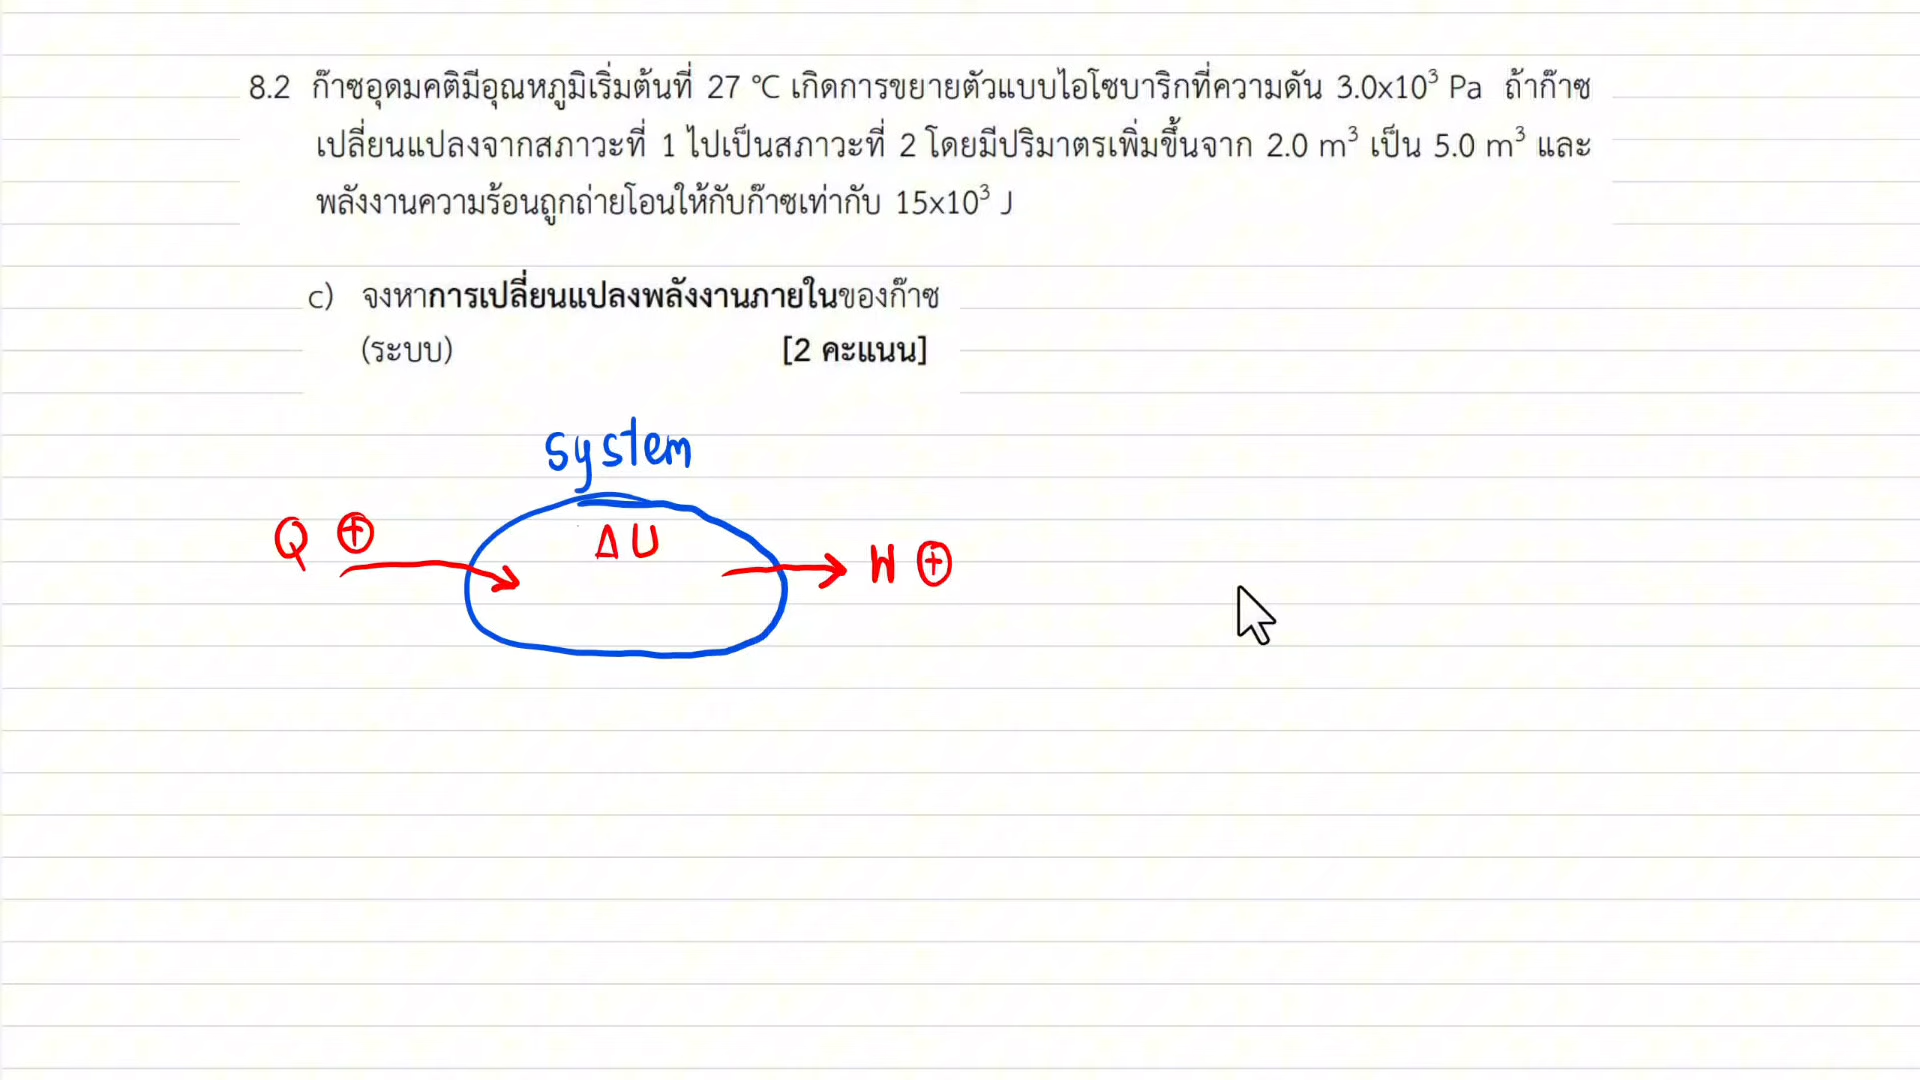 8.2 ก๊าซอุดมคติมีอุณหภูมิเริ่มต้นที่ 27 °C เกิดการขยายตัวแบบไอโซบาริกที่ความดัน 3.0x10³ Pa ถ้าก๊าซ
เปลี่ยนแปลงจากสภาวะที่ 1 ไปเป็นสภาวะที่ 2 โดยมีปริมาตรเพิ่มขึ้นจาก 2.0 m³ เป็น 5.0 m³ และ
พลังงานความร้อนถูกถ่ายโอนให้กับก๊าซเท่ากับ 15x10³ J
c) จงหาการเปลี่ยนแปลงพลังงานภายในของก๊าซ
(ระบบ) [2 คะแนน]
system
Q ⊕ ΔU W ⊕